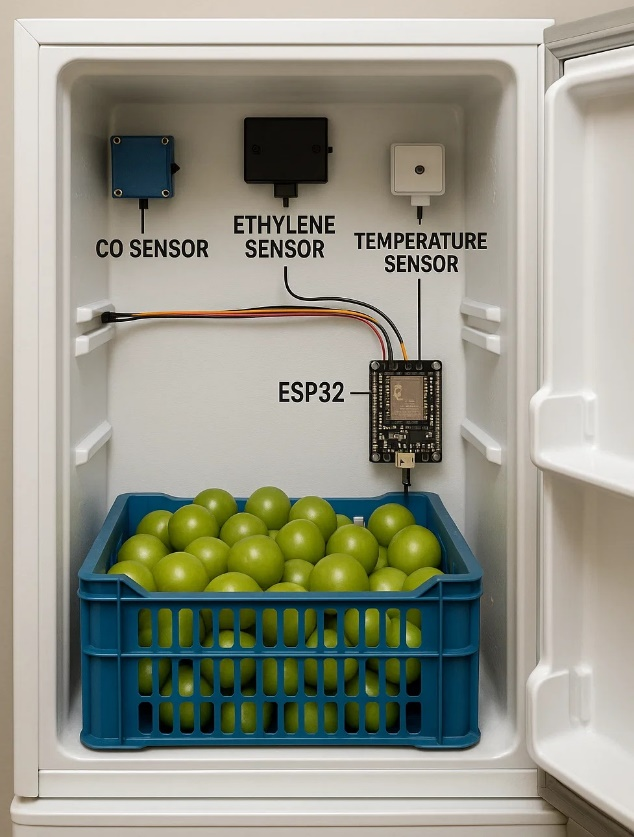 CO SENSOR
ETHYLENE
SENSOR
TEMPERATURE
SENSOR
ESP32